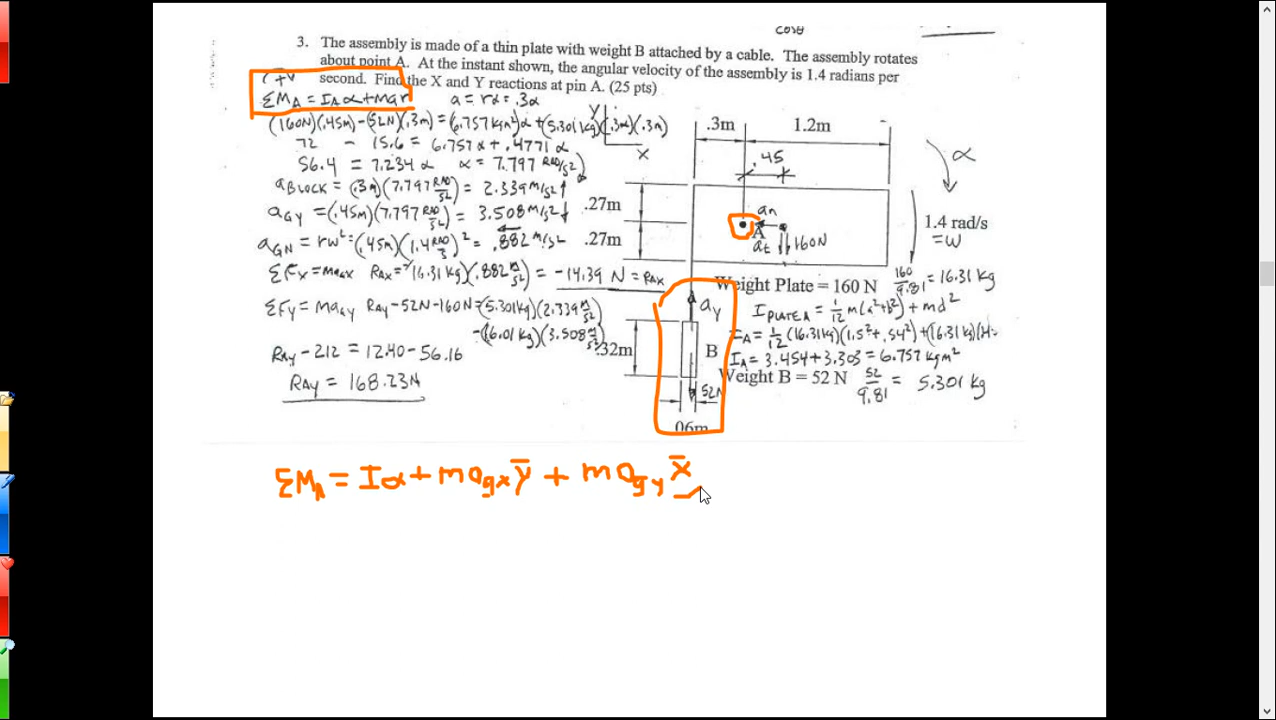 cosθ
3. The assembly is made of a thin plate with weight B attached by a cable. The assembly rotates
about point A. At the instant shown, the angular velocity of the assembly is 1.4 radians per
second. Find the X and Y reactions at pin A. (25 pts)
ΣM_A = I_Aα + mar a = rα = .3α
(160N)(.45m) - (52N)(.3m) = (6.757 kgm²)α + (5.301 kg)(.3α)(.3m)
72 - 15.6 = 6.757α + .4771α
56.4 = 7.234α α = 7.797 RAD/s²
a_BLOCK = (.3m)(7.797 RAD/s²) = 2.339 m/s² ↑
a_GY = (.45m)(7.797 RAD/s²) = 3.508 m/s² ↓
a_GN = rω² = (.45m)(1.4 RAD/s)² = .882 m/s²
ΣFx = ma_GX R_AX = -(16.31 kg)(.882 m/s²) = -14.39 N = R_AX
ΣFy = ma_GY R_AY - 52N - 160N = (5.301 kg)(2.339 m/s²)
-(16.01 kg)(3.508 m/s²)
R_AY - 212 = 12.40 - 56.16
R_AY = 168.23N
Y
X
.3m
1.2m
.45
α
.27m
.27m
an
A
at
160N
1.4 rad/s
= ω
Weight Plate = 160 N 160/9.81 = 16.31 kg
I_PLATE A = 1/12 m(a²+b²) + md²
I_A = 1/12 (16.31kg)(1.5²+.54²) + (16.31 kg)
I_A = 3.454 + 3.303 = 6.757 kgm²
Weight B = 52 N 52/9.81 = 5.301 kg
ay
.32m
B
52N
.06m
ΣM_A = Iα + ma_gx ȳ + ma_gy x̄